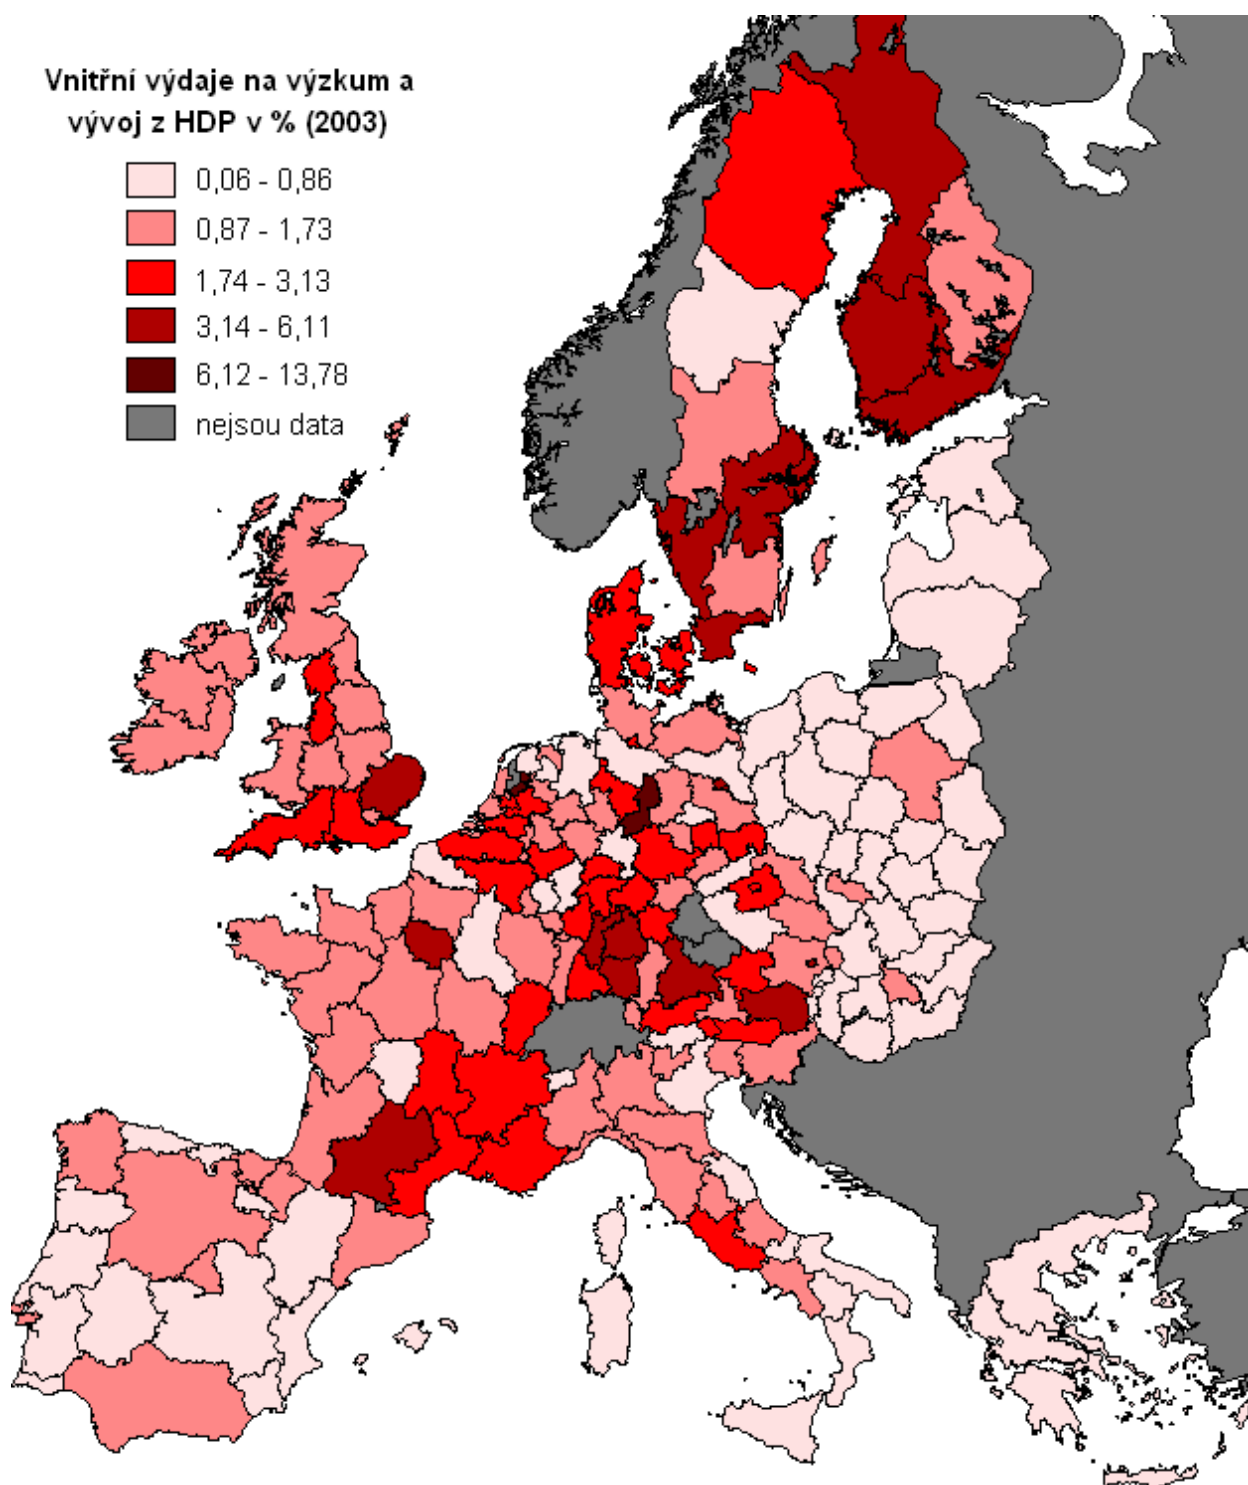 Vnitřní výdaje na výzkum a
vývoj z HDP v % (2003)
0,06 - 0,86
0,87 - 1,73
1,74 - 3,13
3,14 - 6,11
6,12 - 13,78
nejsou data